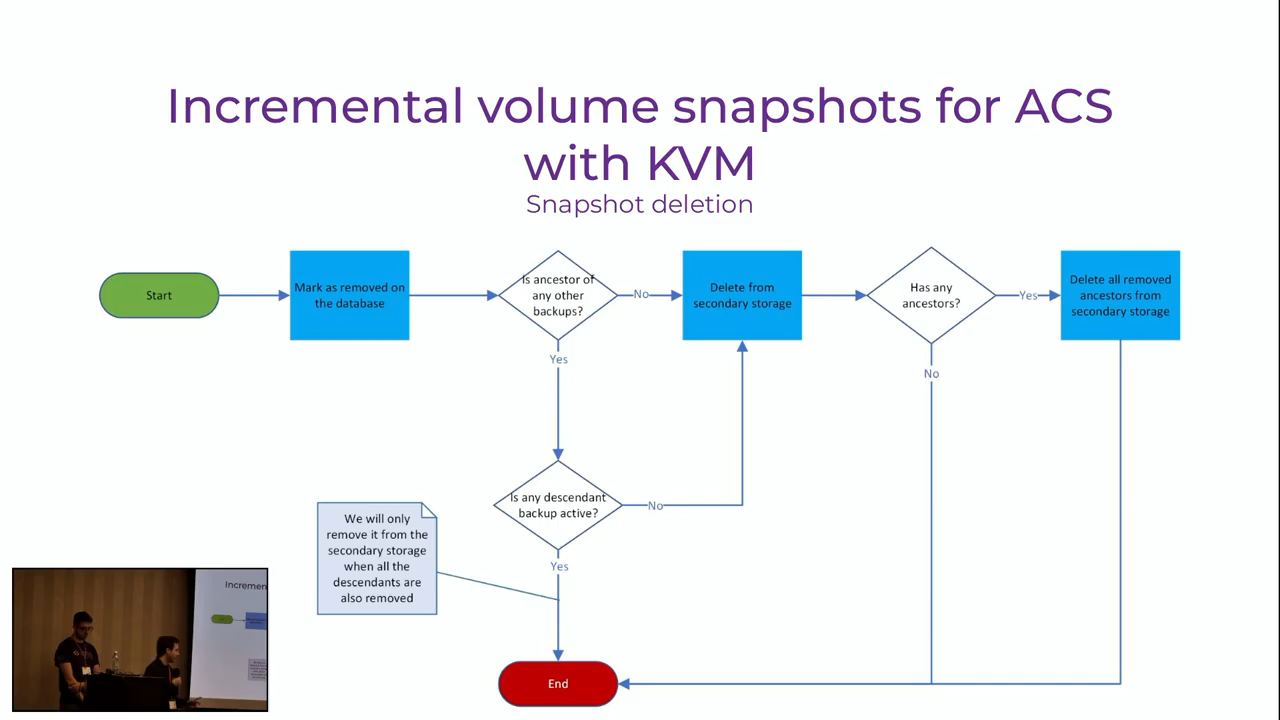 Incremental volume snapshots for ACS
with KVM
Snapshot deletion
Start
Mark as removed on
the database
Is ancestor of
any other
backups?
No
Delete from
secondary storage
Has any
ancestors?
Yes
Delete all removed
ancestors from
secondary storage
Yes
No
Is any descendant
backup active?
No
We will only
remove it from the
secondary storage
when all the
descendants are
also removed
Yes
End
Incremen